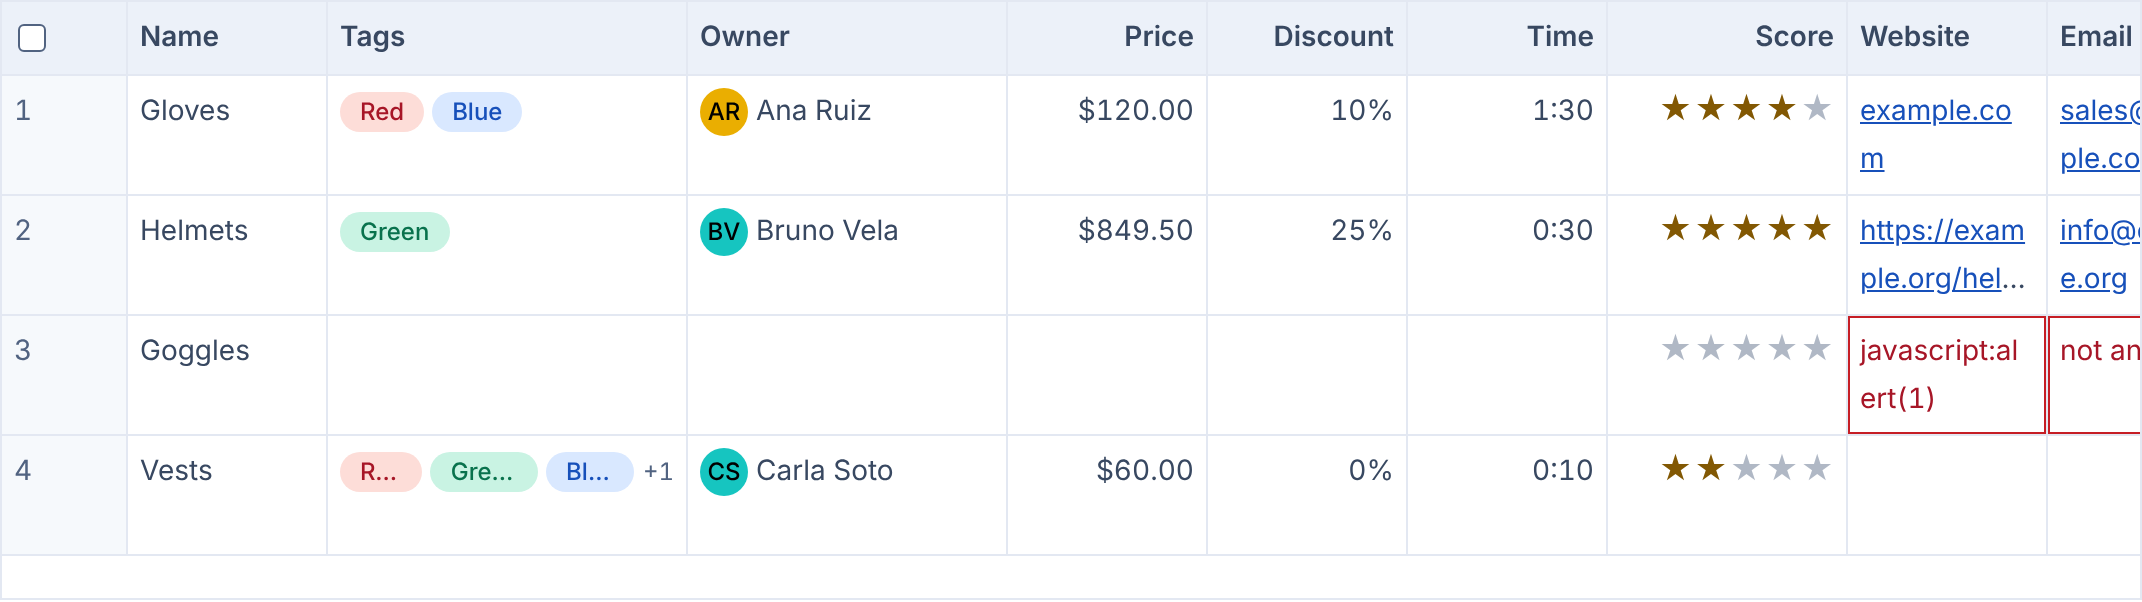 Name Tags Owner Price Discount Time Score Website Email
1 Gloves Red Blue AR Ana Ruiz $120.00 10% 1:30 ★★★★★ example.co sales@
m ple.co
2 Helmets Green BV Bruno Vela $849.50 25% 0:30 ★★★★★ https://exam info@
ple.org/hel... e.org
3 Goggles ★★★★★ javascript:al not an
ert(1)
4 Vests R... Gre... Bl... +1 CS Carla Soto $60.00 0% 0:10 ★★★★★